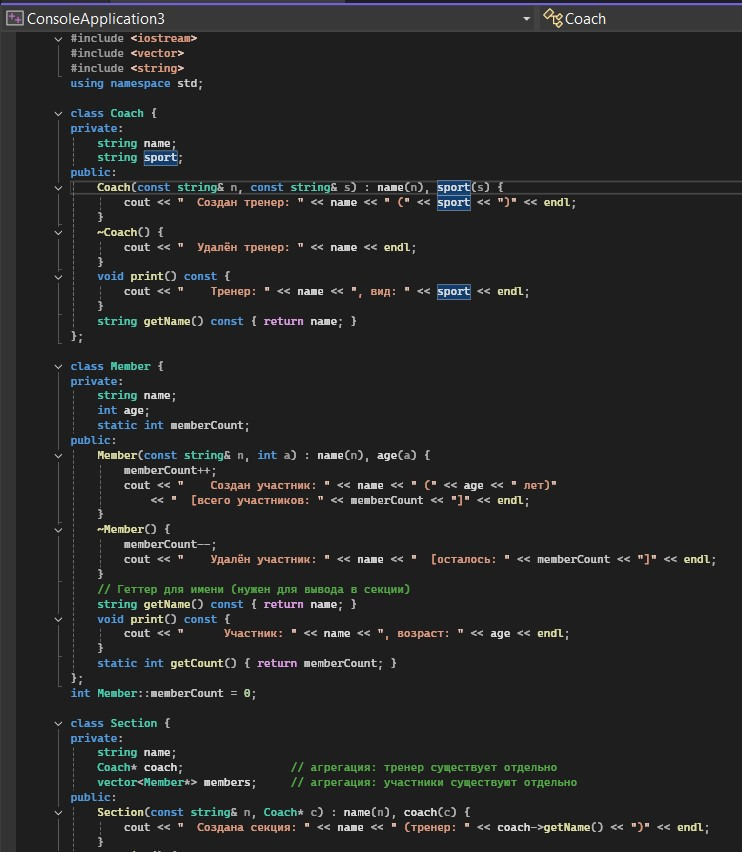 ConsoleApplication3
Coach
#include <iostream>
#include <vector>
#include <string>
using namespace std;
class Coach {
private:
string name;
string sport;
public:
Coach(const string& n, const string& s) : name(n), sport(s) {
cout << "  Создан тренер: " << name << " (" << sport << ")" << endl;
}
~Coach() {
cout << "  Удалён тренер: " << name << endl;
}
void print() const {
cout << "    Тренер: " << name << ", вид: " << sport << endl;
}
string getName() const { return name; }
};
class Member {
private:
string name;
int age;
static int memberCount;
public:
Member(const string& n, int a) : name(n), age(a) {
memberCount++;
cout << "    Создан участник: " << name << " (" << age << " лет)"
<< "  [всего участников: " << memberCount << "]" << endl;
}
~Member() {
memberCount--;
cout << "    Удалён участник: " << name << "  [осталось: " << memberCount << "]" << endl;
}
// Геттер для имени (нужен для вывода в секции)
string getName() const { return name; }
void print() const {
cout << "      Участник: " << name << ", возраст: " << age << endl;
}
static int getCount() { return memberCount; }
};
int Member::memberCount = 0;
class Section {
private:
string name;
Coach* coach; // агрегация: тренер существует отдельно
vector<Member*> members; // агрегация: участники существуют отдельно
public:
Section(const string& n, Coach* c) : name(n), coach(c) {
cout << "  Создана секция: " << name << " (тренер: " << coach->getName() << ")" << endl;
}